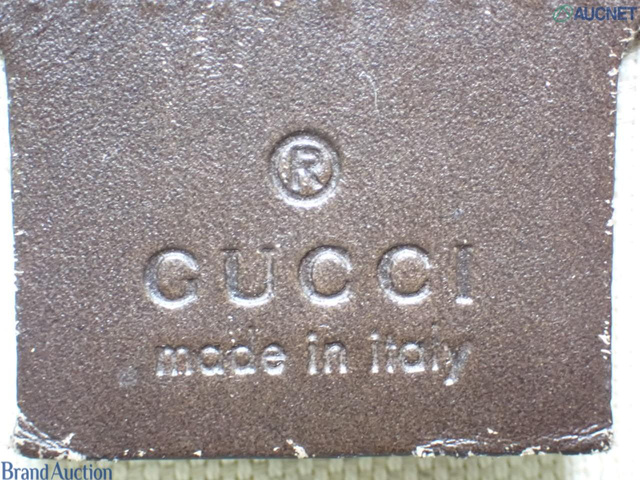 AUCNET
®
GUCCI
made in italy
Brand Auction